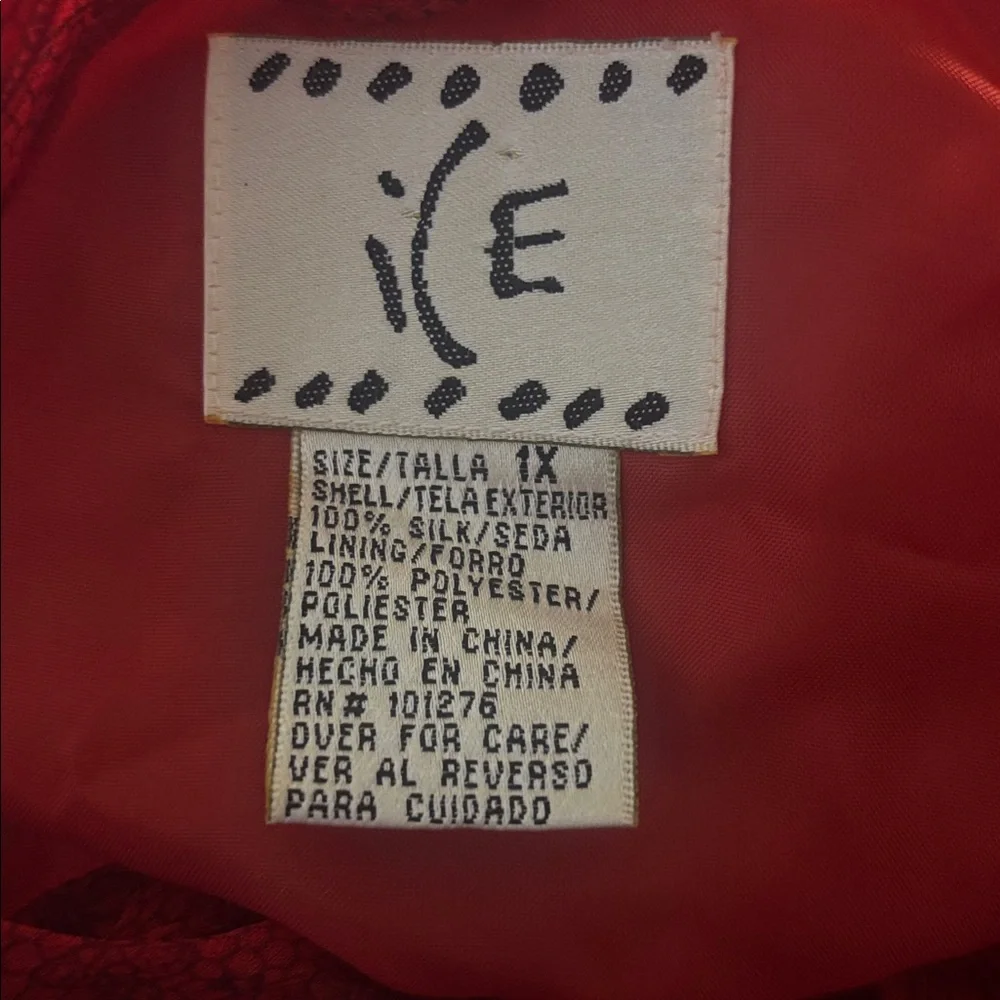 iCE
SIZE/TALLA 1X
SHELL/TELA EXTERIOR
100% SILK/SEDA
LINING/FORRO
100% POLYESTER/
POLIESTER
MADE IN CHINA/
HECHO EN CHINA
RN# 101276
OVER FOR CARE/
VER AL REVERSO
PARA CUIDADO